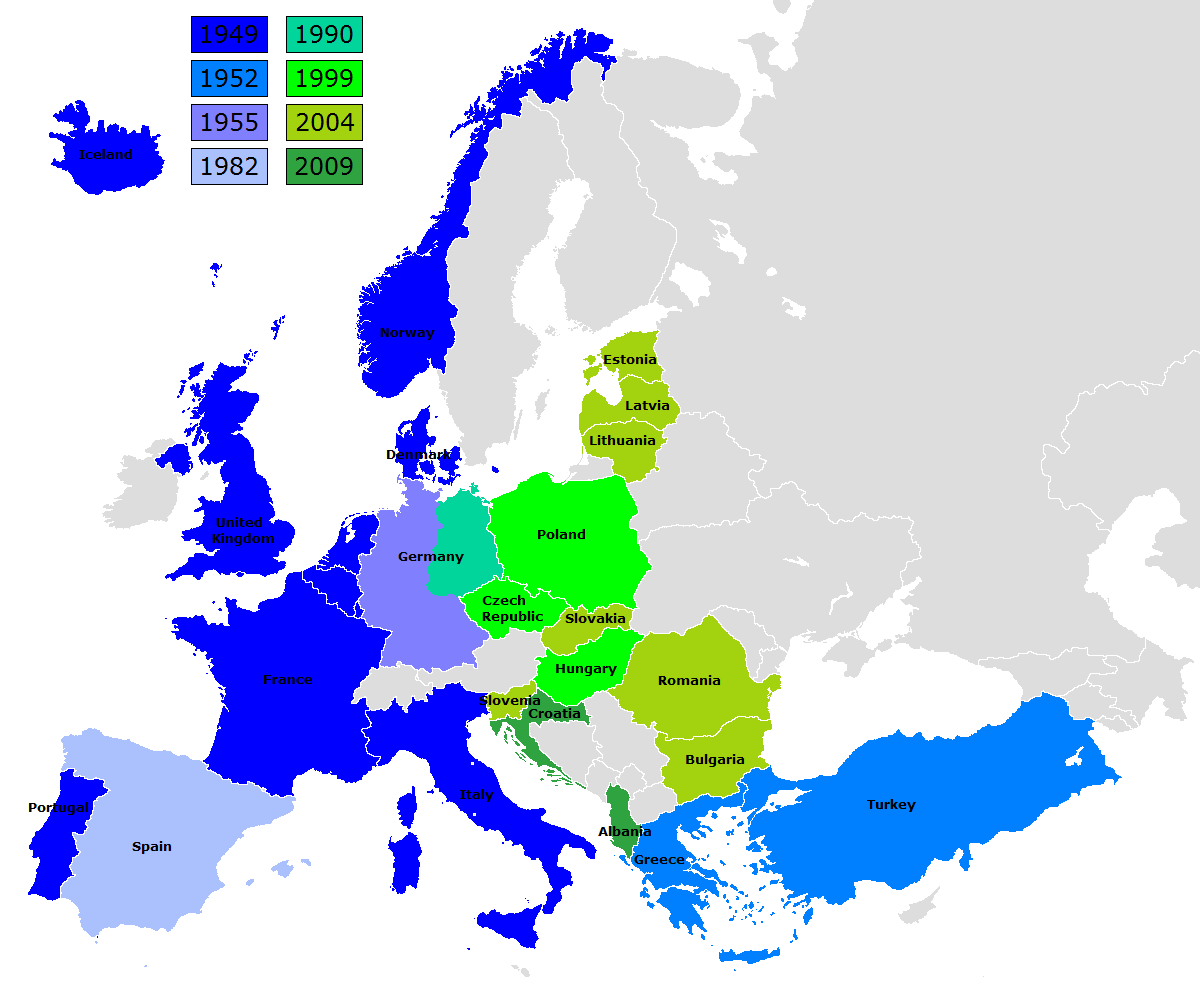 1949
1990
1952
1999
1955
2004
1982
2009
Iceland
Norway
Estonia
Latvia
Lithuania
Denmark
United
Kingdom
Poland
Germany
Czech
Republic
Slovakia
Hungary
France
Romania
Slovenia
Croatia
Bulgaria
Italy
Portugal
Turkey
Albania
Spain
Greece